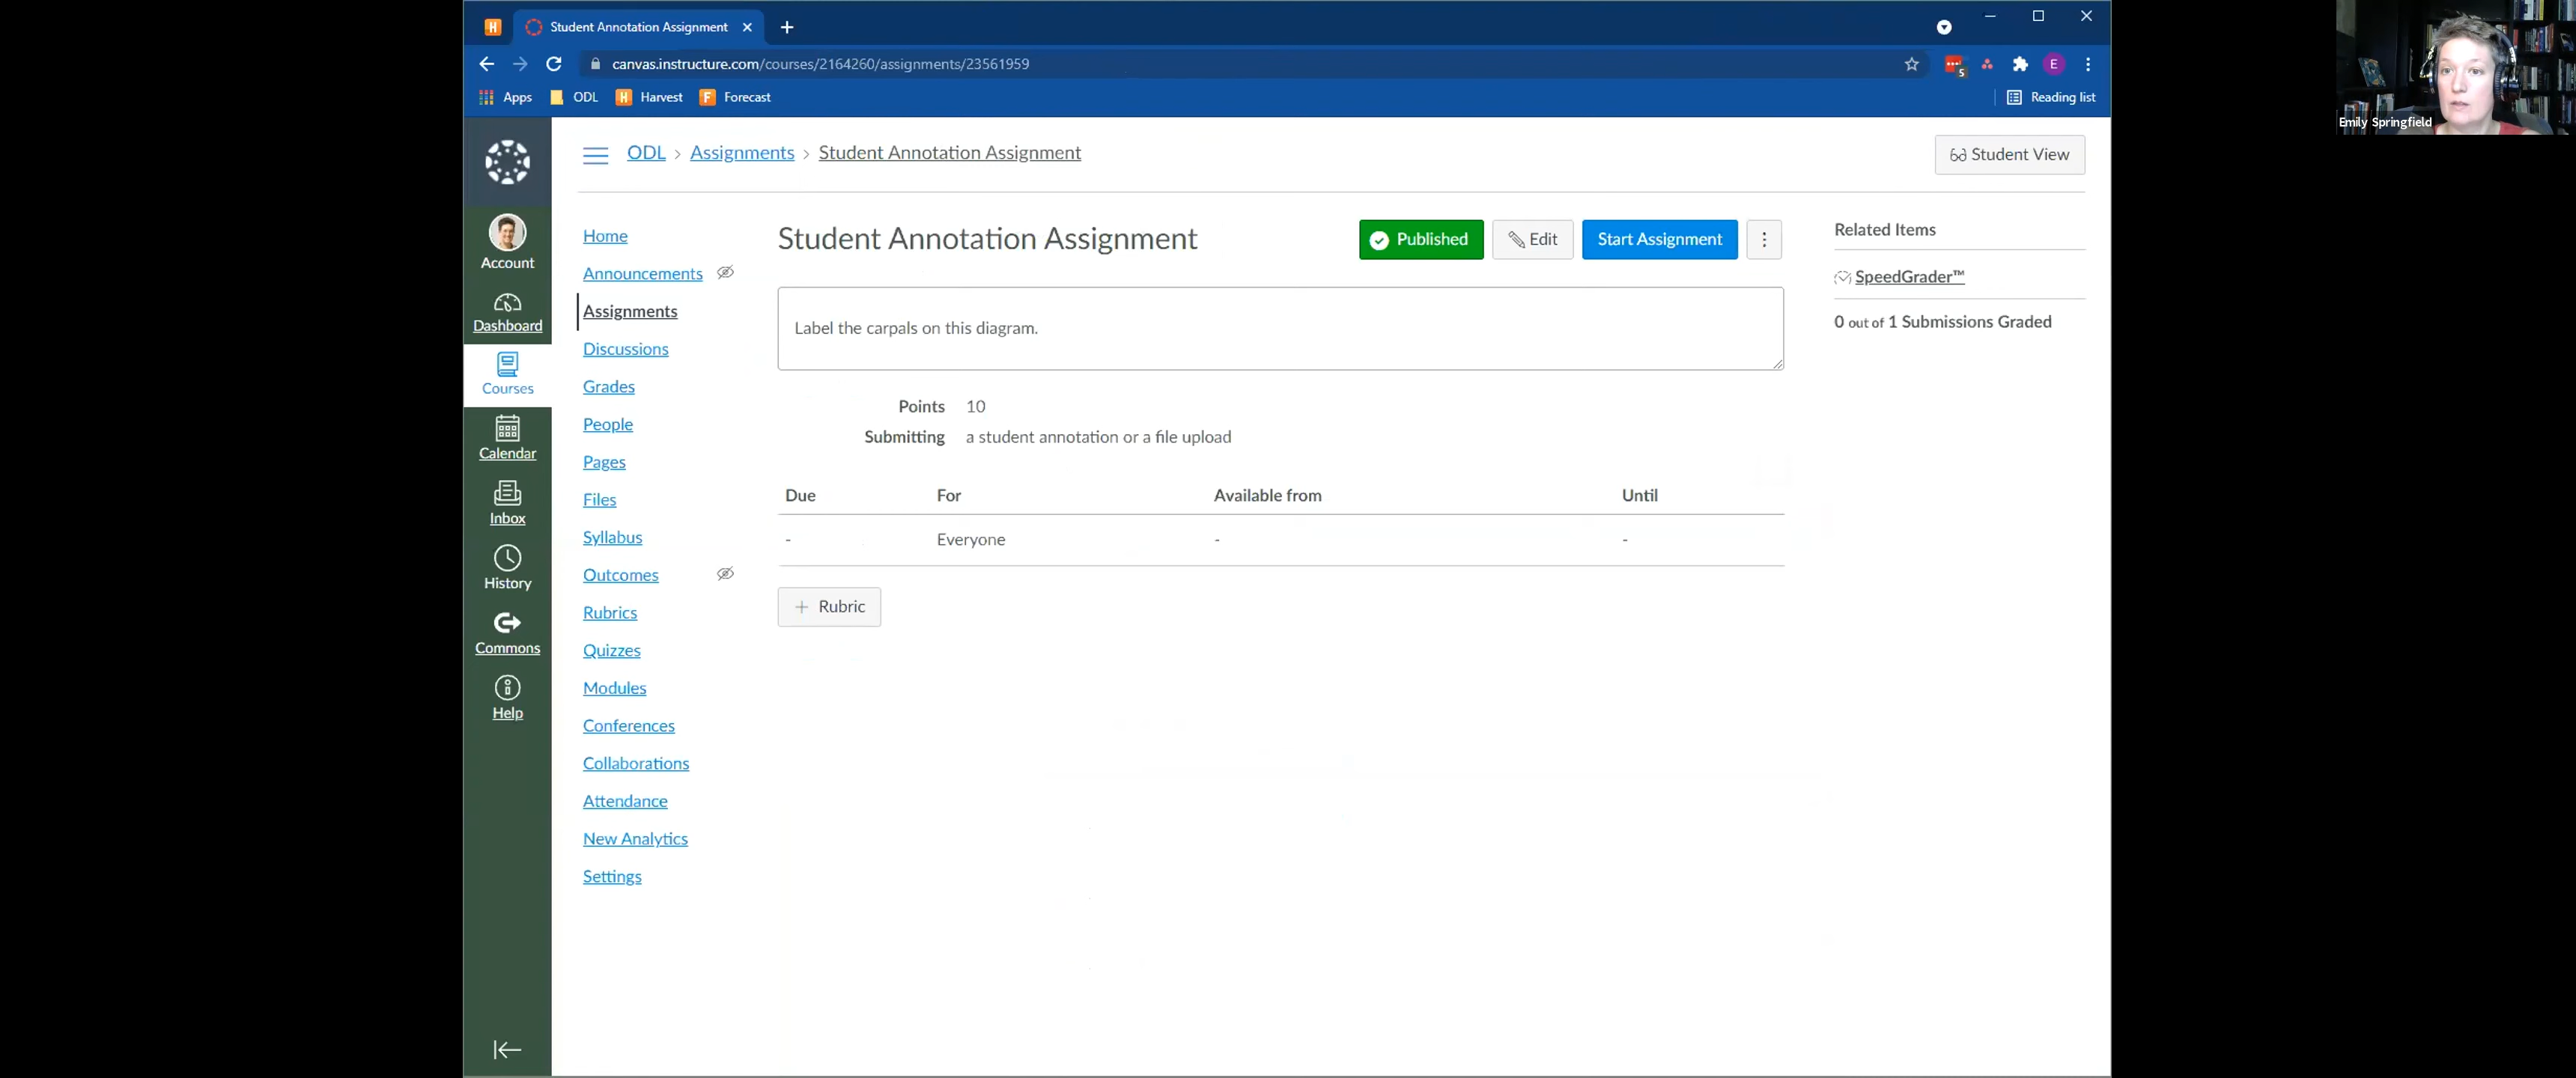 Student Annotation Assignment
canvas.instructure.com/courses/2164260/assignments/23561959
5
E
Apps
ODL
H
Harvest
F
Forecast
Reading list
Emily Springfield
ODL > Assignments > Student Annotation Assignment
Student View
Account
Dashboard
Courses
Calendar
Inbox
History
Commons
Help
Home
Announcements
Assignments
Discussions
Grades
People
Pages
Files
Syllabus
Outcomes
Rubrics
Quizzes
Modules
Conferences
Collaborations
Attendance
New Analytics
Settings
Student Annotation Assignment
Published
Edit
Start Assignment
Label the carpals on this diagram.
Points 10
Submitting a student annotation or a file upload
Due For Available from Until
- Everyone - -
+ Rubric
Related Items
SpeedGrader™
0 out of 1 Submissions Graded